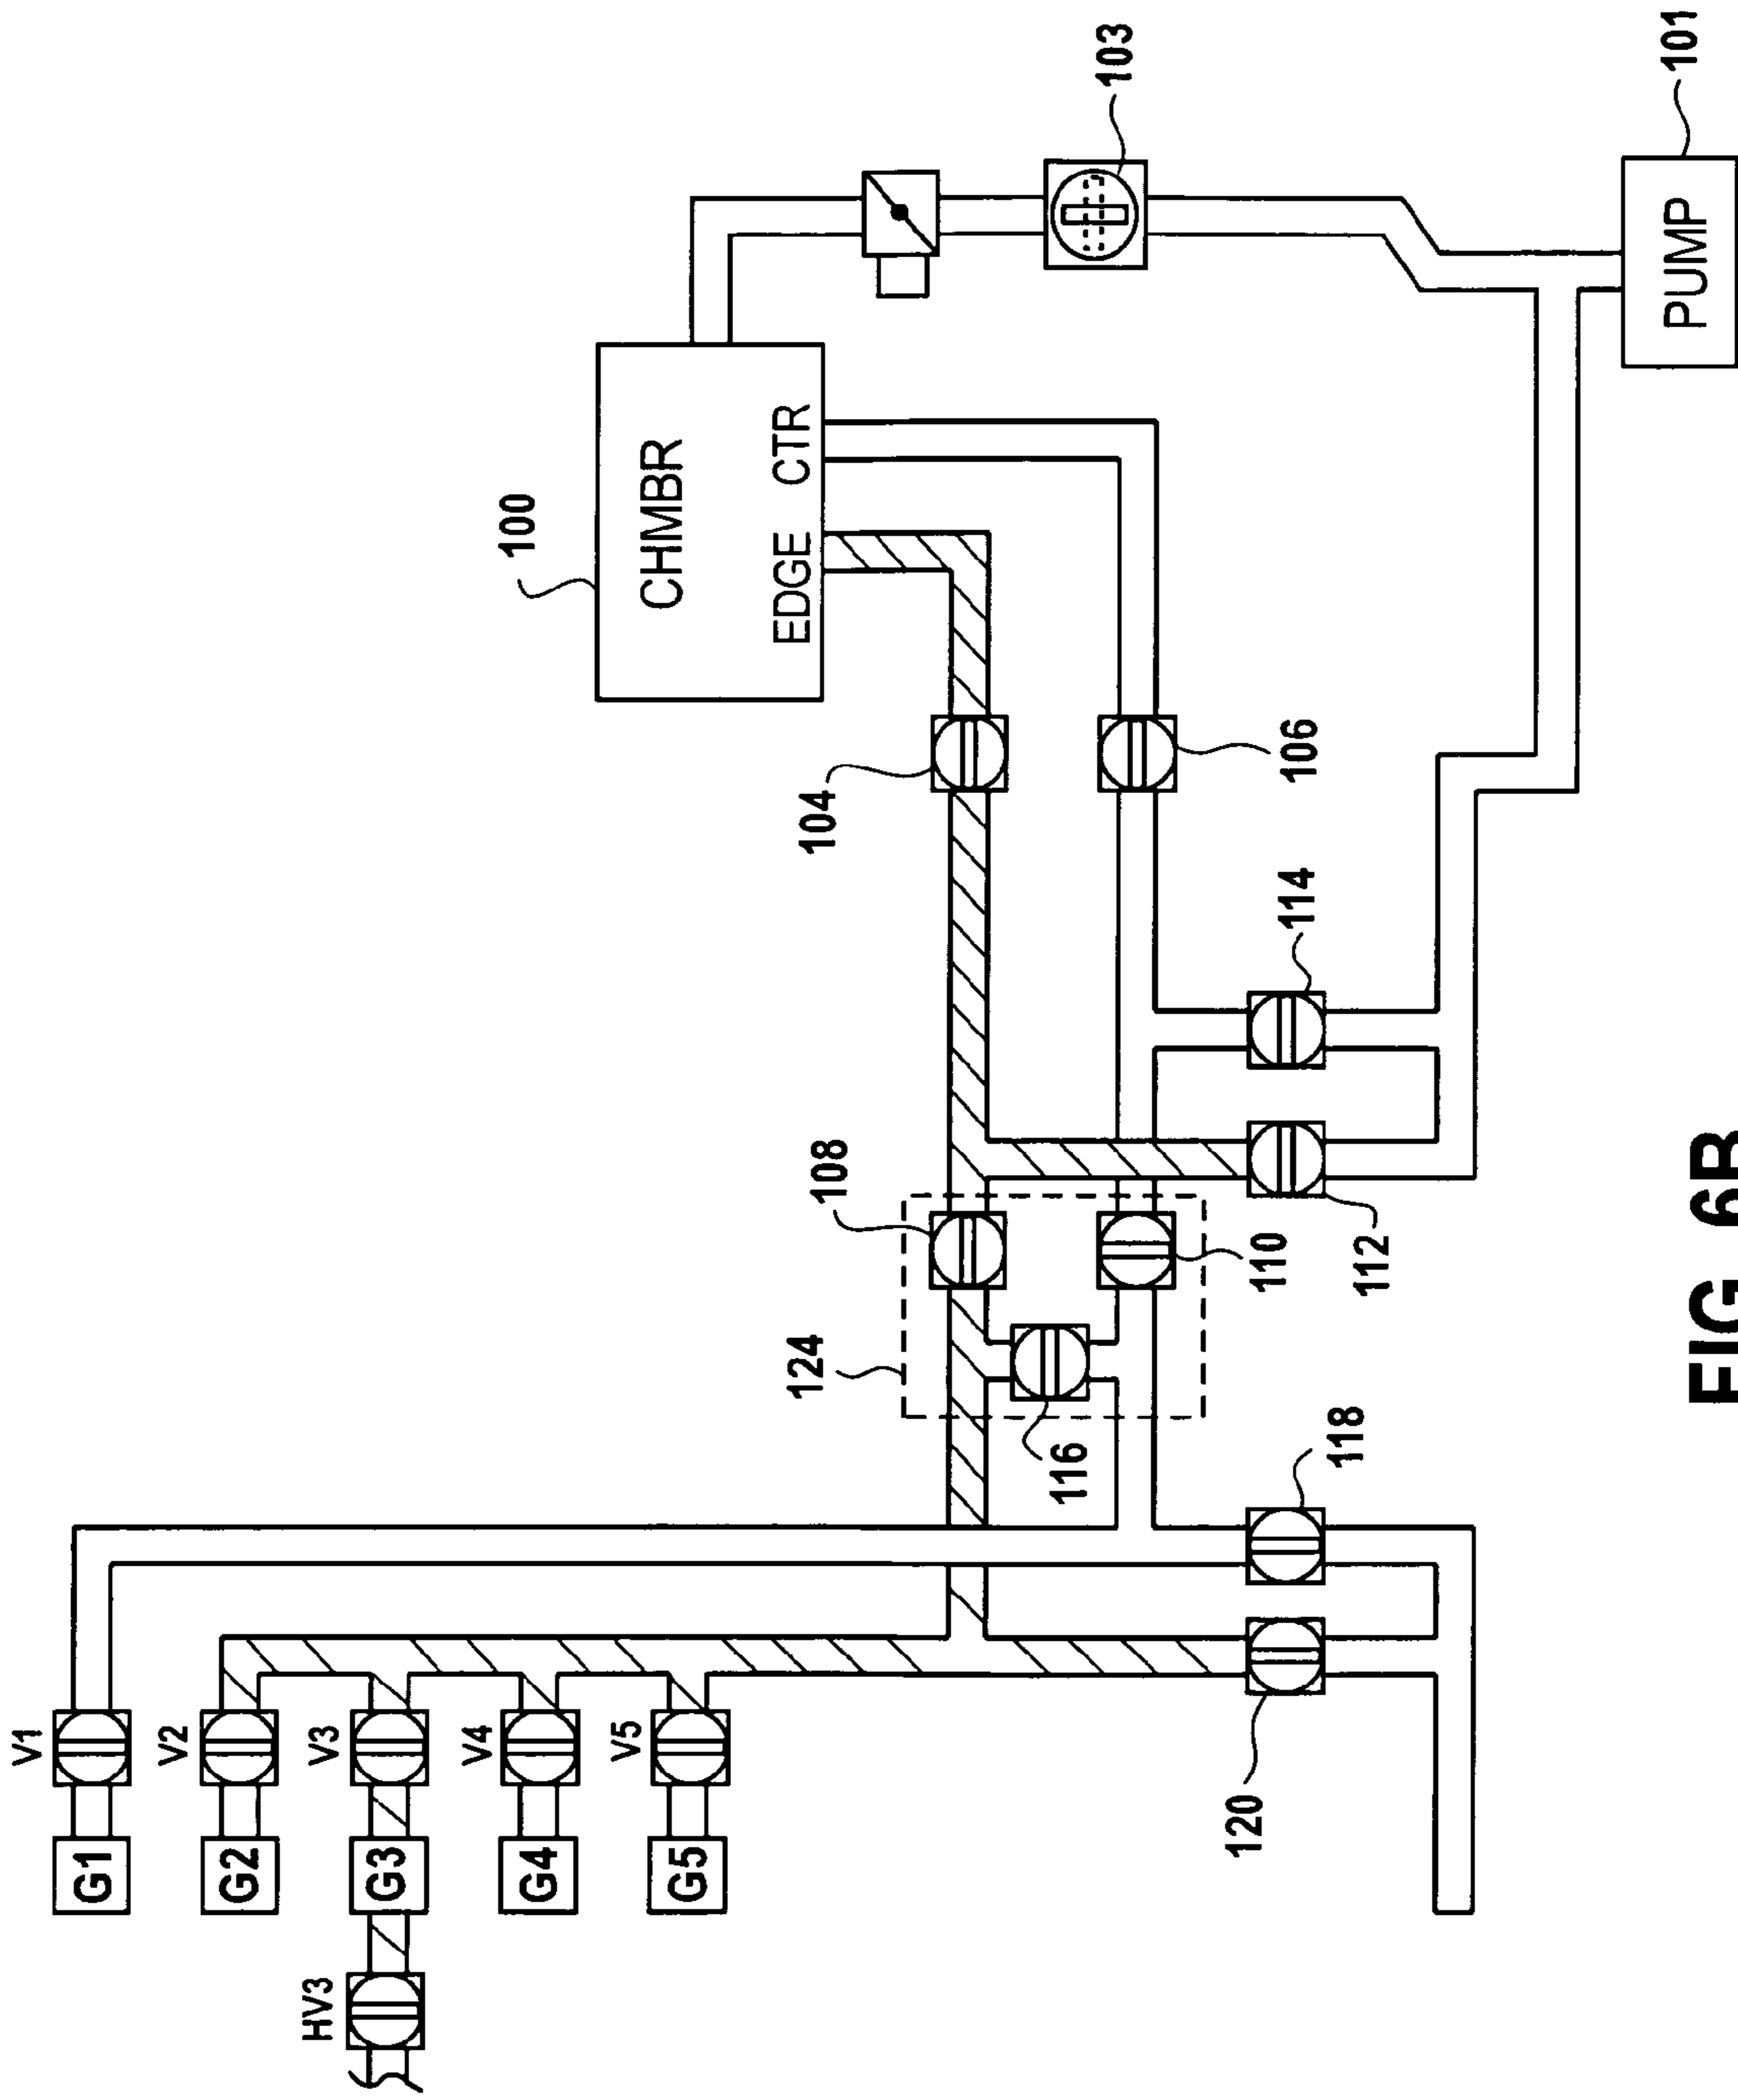 V1
V2
V3
V4
V5
HV3
G1
G2
G3
G4
G5
100
CHMBR
EDGE
CTR
103
104
106
108
124
116
110
114
112
118
120
PUMP
101
FIG. 6B